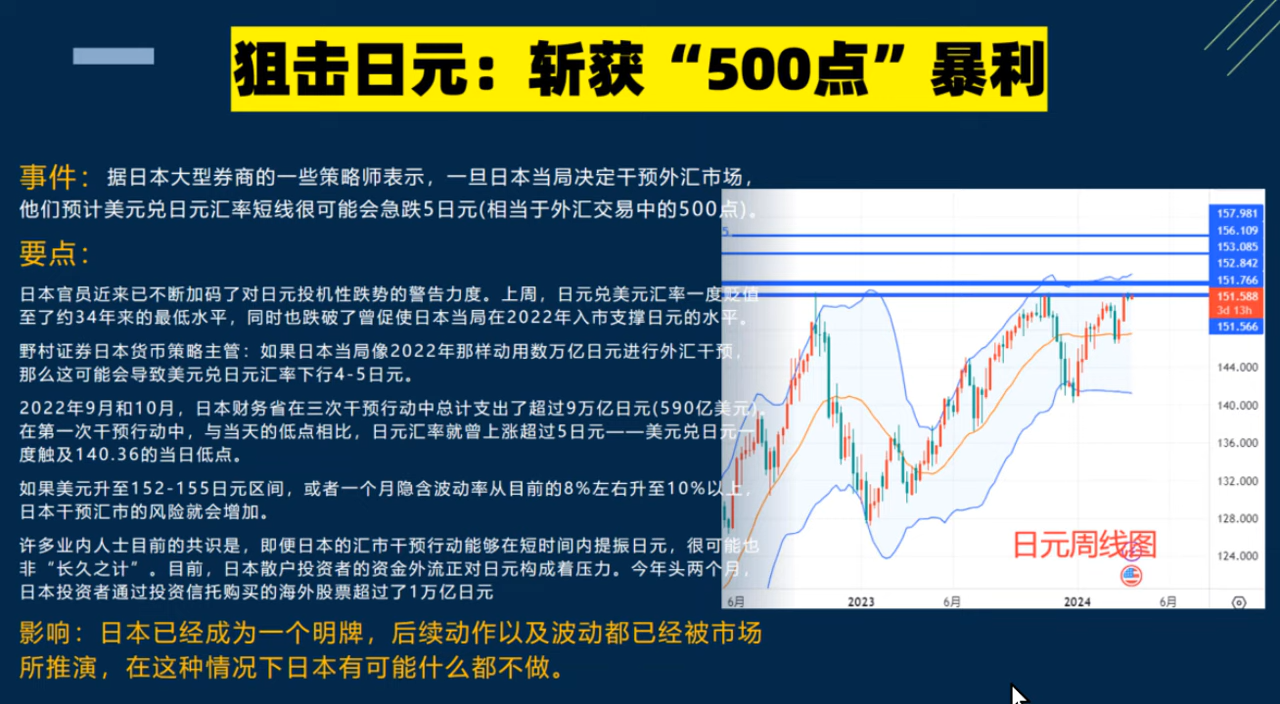 狙击日元：斩获“500点”暴利
事件：据日本大型券商的一些策略师表示，一旦日本当局决定干预外汇市场，
他们预计美元兑日元汇率短线很可能会急跌5日元(相当于外汇交易中的500点)。
要点：
日本官员近来已不断加码了对日元投机性跌势的警告力度。上周，日元兑美元汇率一度贬值
至了约34年来的最低水平，同时也跌破了曾促使日本当局在2022年入市支撑日元的水平。
野村证券日本货币策略主管：如果日本当局像2022年那样动用数万亿日元进行外汇干预，
那么这可能会导致美元兑日元汇率下行4-5日元。
2022年9月和10月，日本财务省在三次干预行动中总计支出了超过9万亿日元(590亿美元)。
在第一次干预行动中，与当天的低点相比，日元汇率就曾上涨超过5日元——美元兑日元一
度触及140.36的当日低点。
如果美元升至152-155日元区间，或者一个月隐含波动率从目前的8%左右升至10%以上，
日本干预汇市的风险就会增加。
许多业内人士目前的共识是，即便日本的汇市干预行动能够在短时间内提振日元，很可能也
非“长久之计”。目前，日本散户投资者的资金外流正对日元构成着压力。今年头两个月，
日本投资者通过投资信托购买的海外股票超过了1万亿日元
影响：日本已经成为一个明牌，后续动作以及波动都已经被市场
所推演，在这种情况下日本有可能什么都不做。
157.981
156.109
153.085
152.842
151.766
151.588
3d 13h
151.566
144.000
140.000
136.000
132.000
128.000
124.000
日元周线图
6月
2023
6月
2024
6月